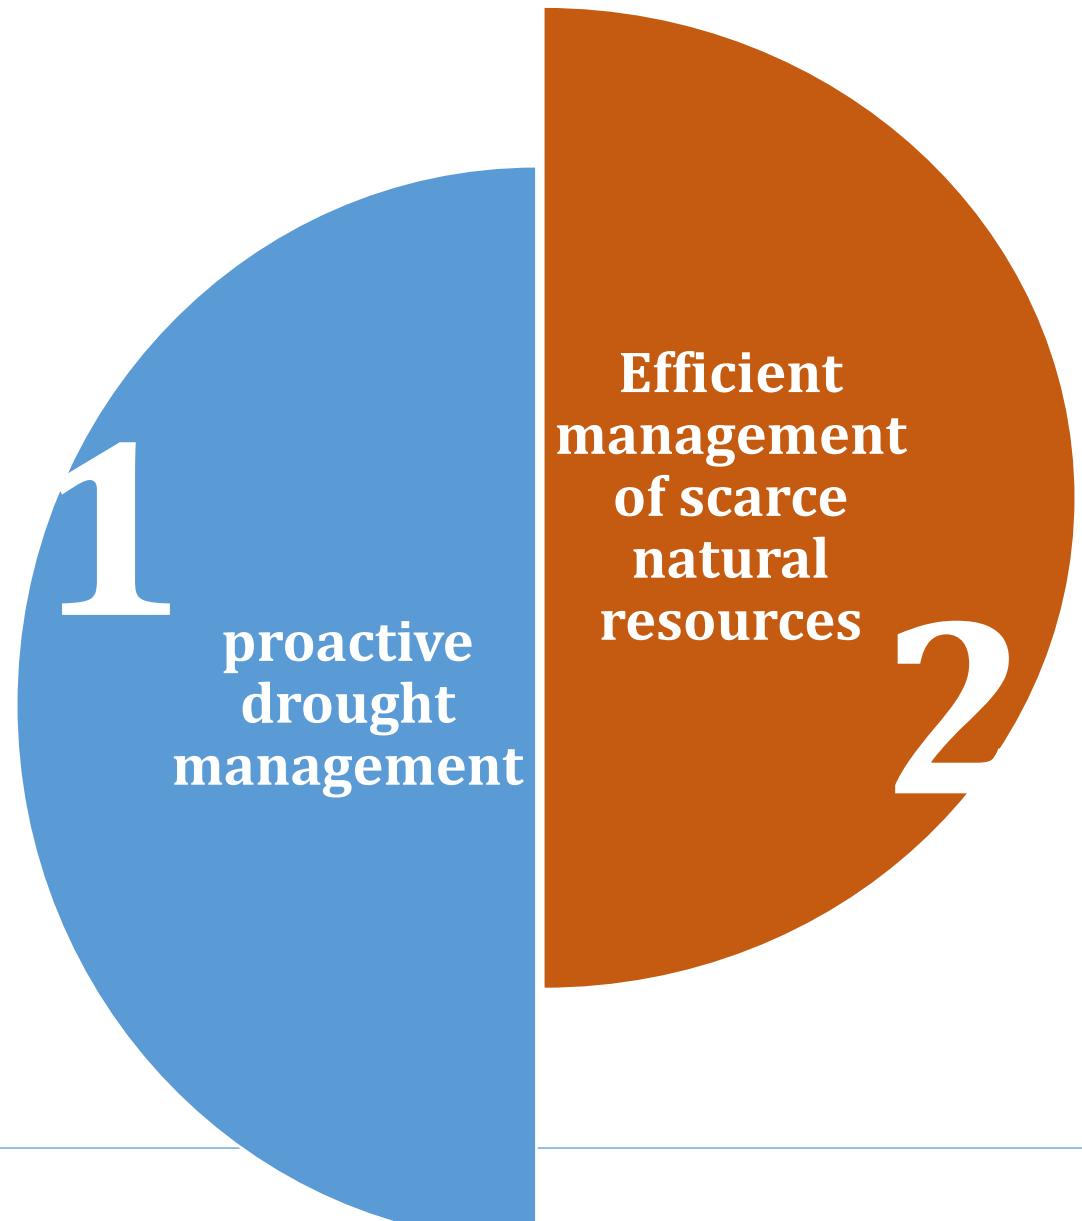 1
proactive
drought
management
Efficient
management
of scarce
natural
resources
2